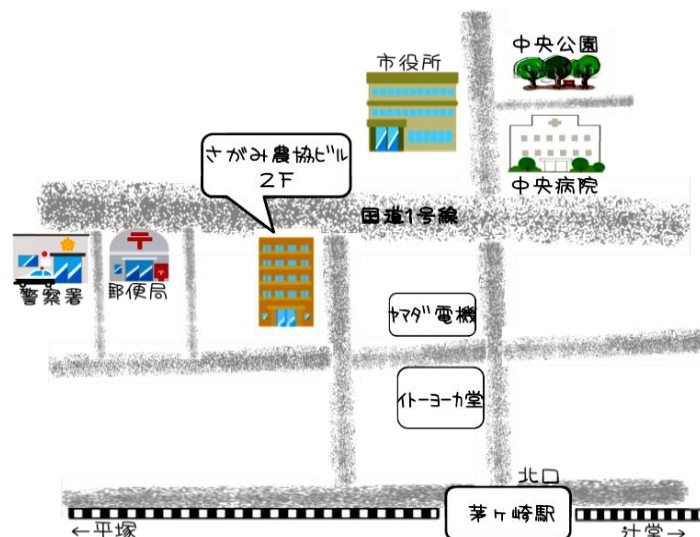 中央公園
市役所
さがみ農協ビル
2F
中央病院
国道1号線
警察署
郵便局
ヤマダ電機
イトーヨーカ堂
北口
茅ヶ崎駅
←平塚
辻堂→